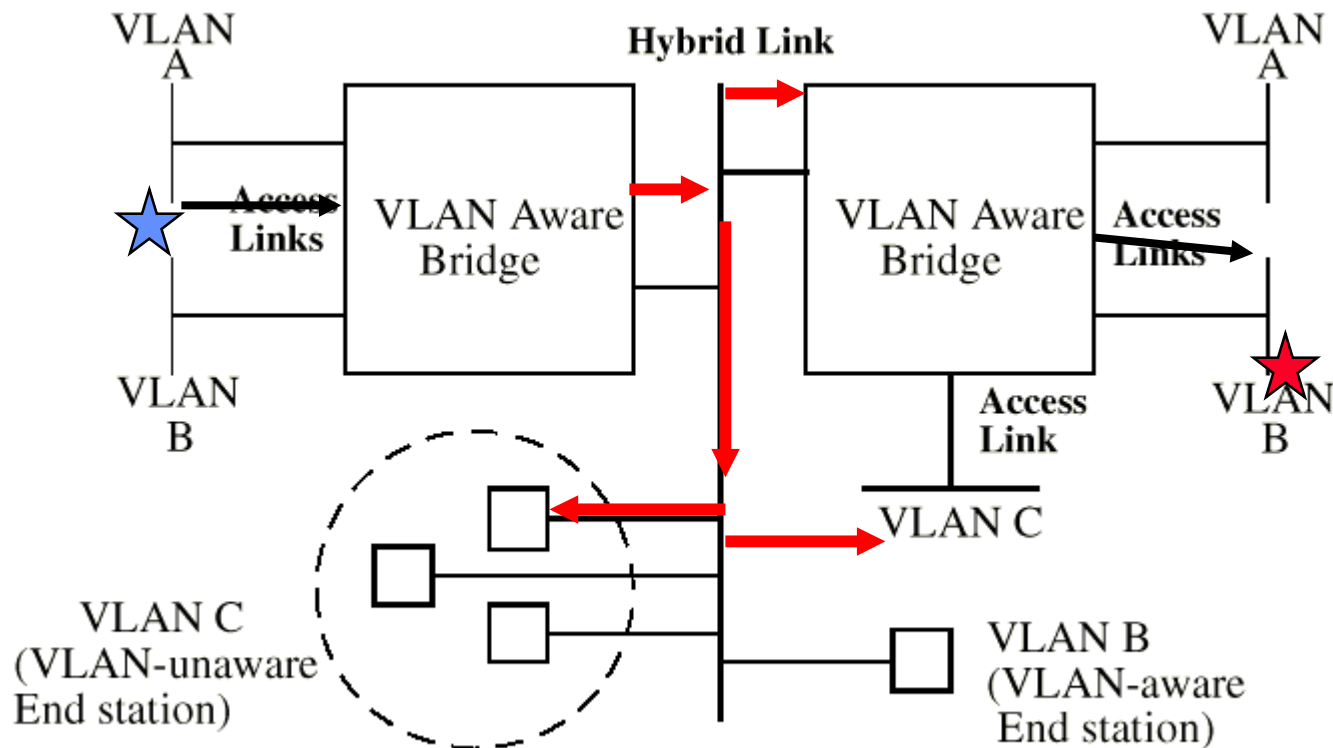 VLAN
A
Hybrid Link
VLAN
A
Access
Links
VLAN Aware
Bridge
VLAN Aware
Bridge
Access
Links
VLAN
B
Access
Link
VLAN
B
VLAN C
VLAN C
(VLAN-unaware
End station)
VLAN B
(VLAN-aware
End station)